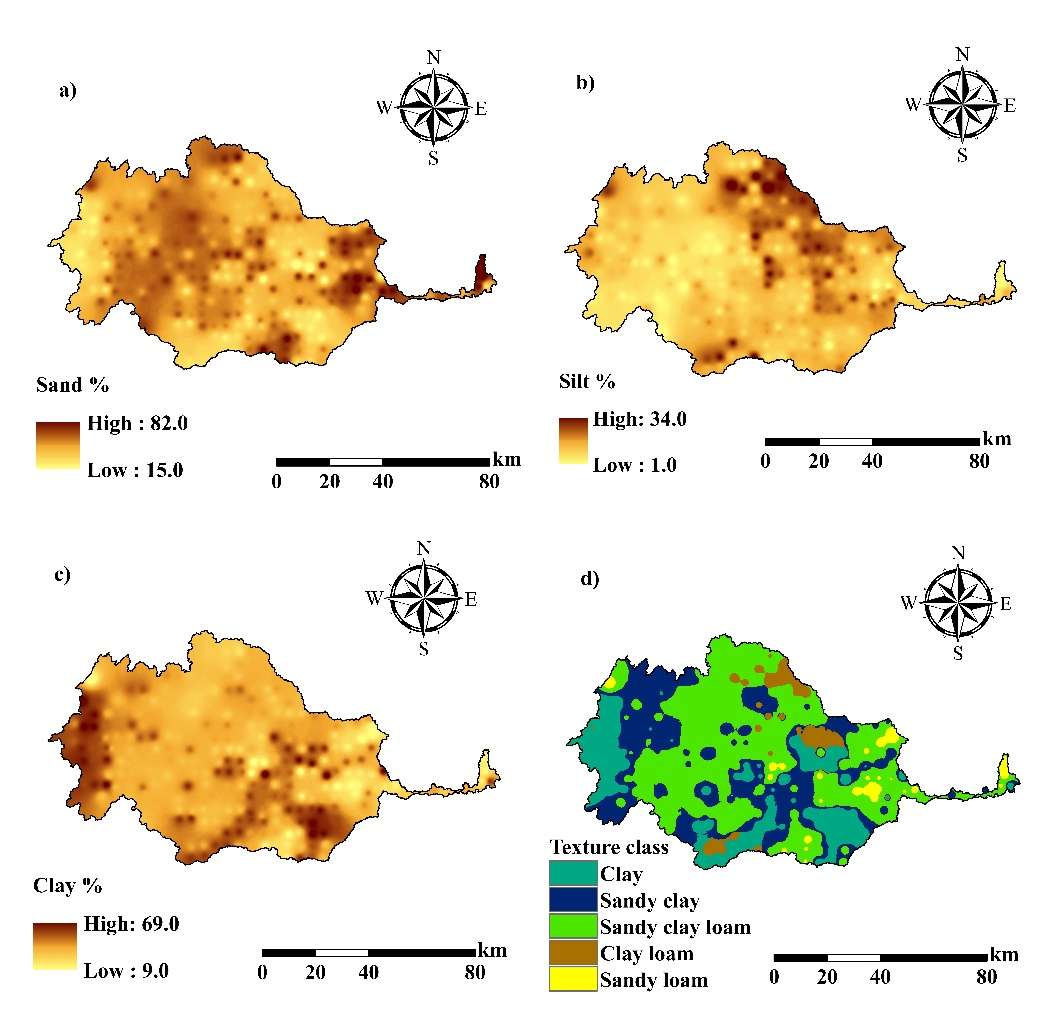 a)
N
W E
S
Sand %
High : 82.0
Low : 15.0
km
0 20 40 80
b)
N
W E
S
Silt %
High: 34.0
Low : 1.0
km
0 20 40 80
c)
N
W E
S
Clay %
High: 69.0
Low : 9.0
km
0 20 40 80
d)
N
W E
S
Texture class
Clay
Sandy clay
Sandy clay loam
Clay loam
Sandy loam
km
0 20 40 80